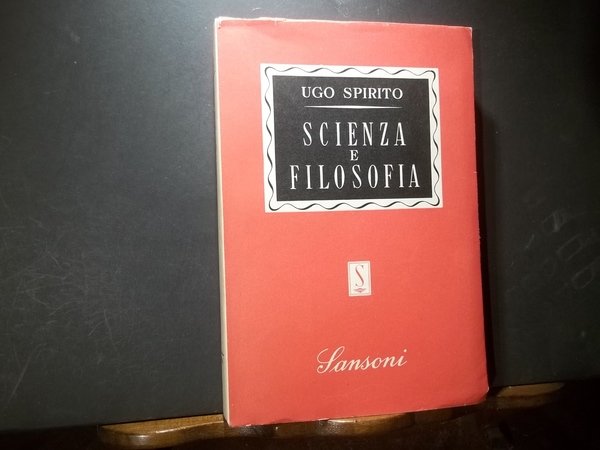 UGO SPIRITO
SCIENZA
E
FILOSOFIA
S
Sansoni